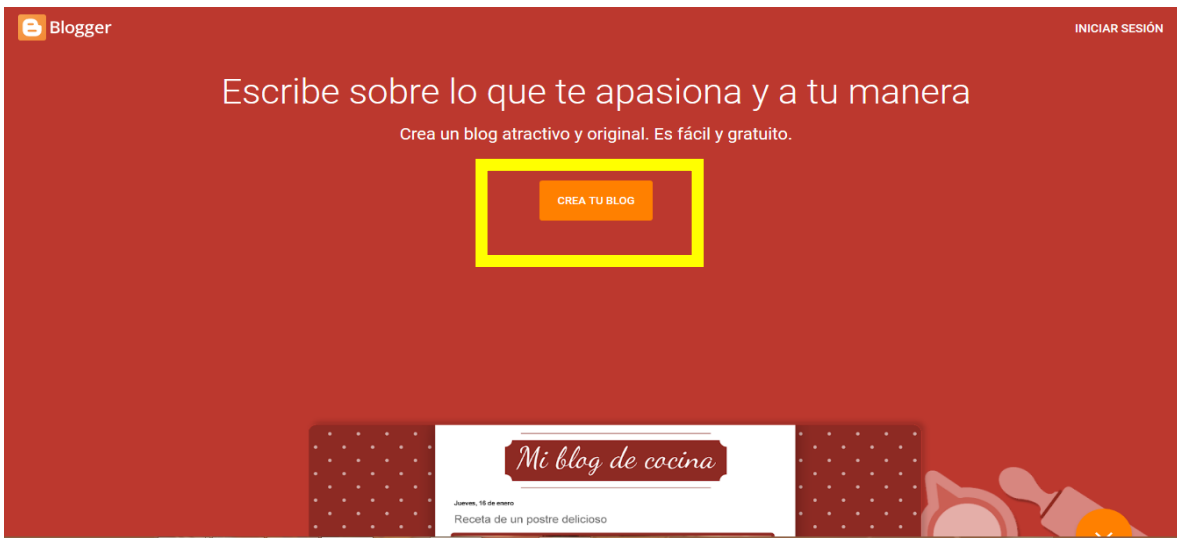 Blogger
INICIAR SESIÓN
Escribe sobre lo que te apasiona y a tu manera
Crea un blog atractivo y original. Es fácil y gratuito.
CREA TU BLOG
Mi blog de cocina
Jueves, 16 de enero
Receta de un postre delicioso